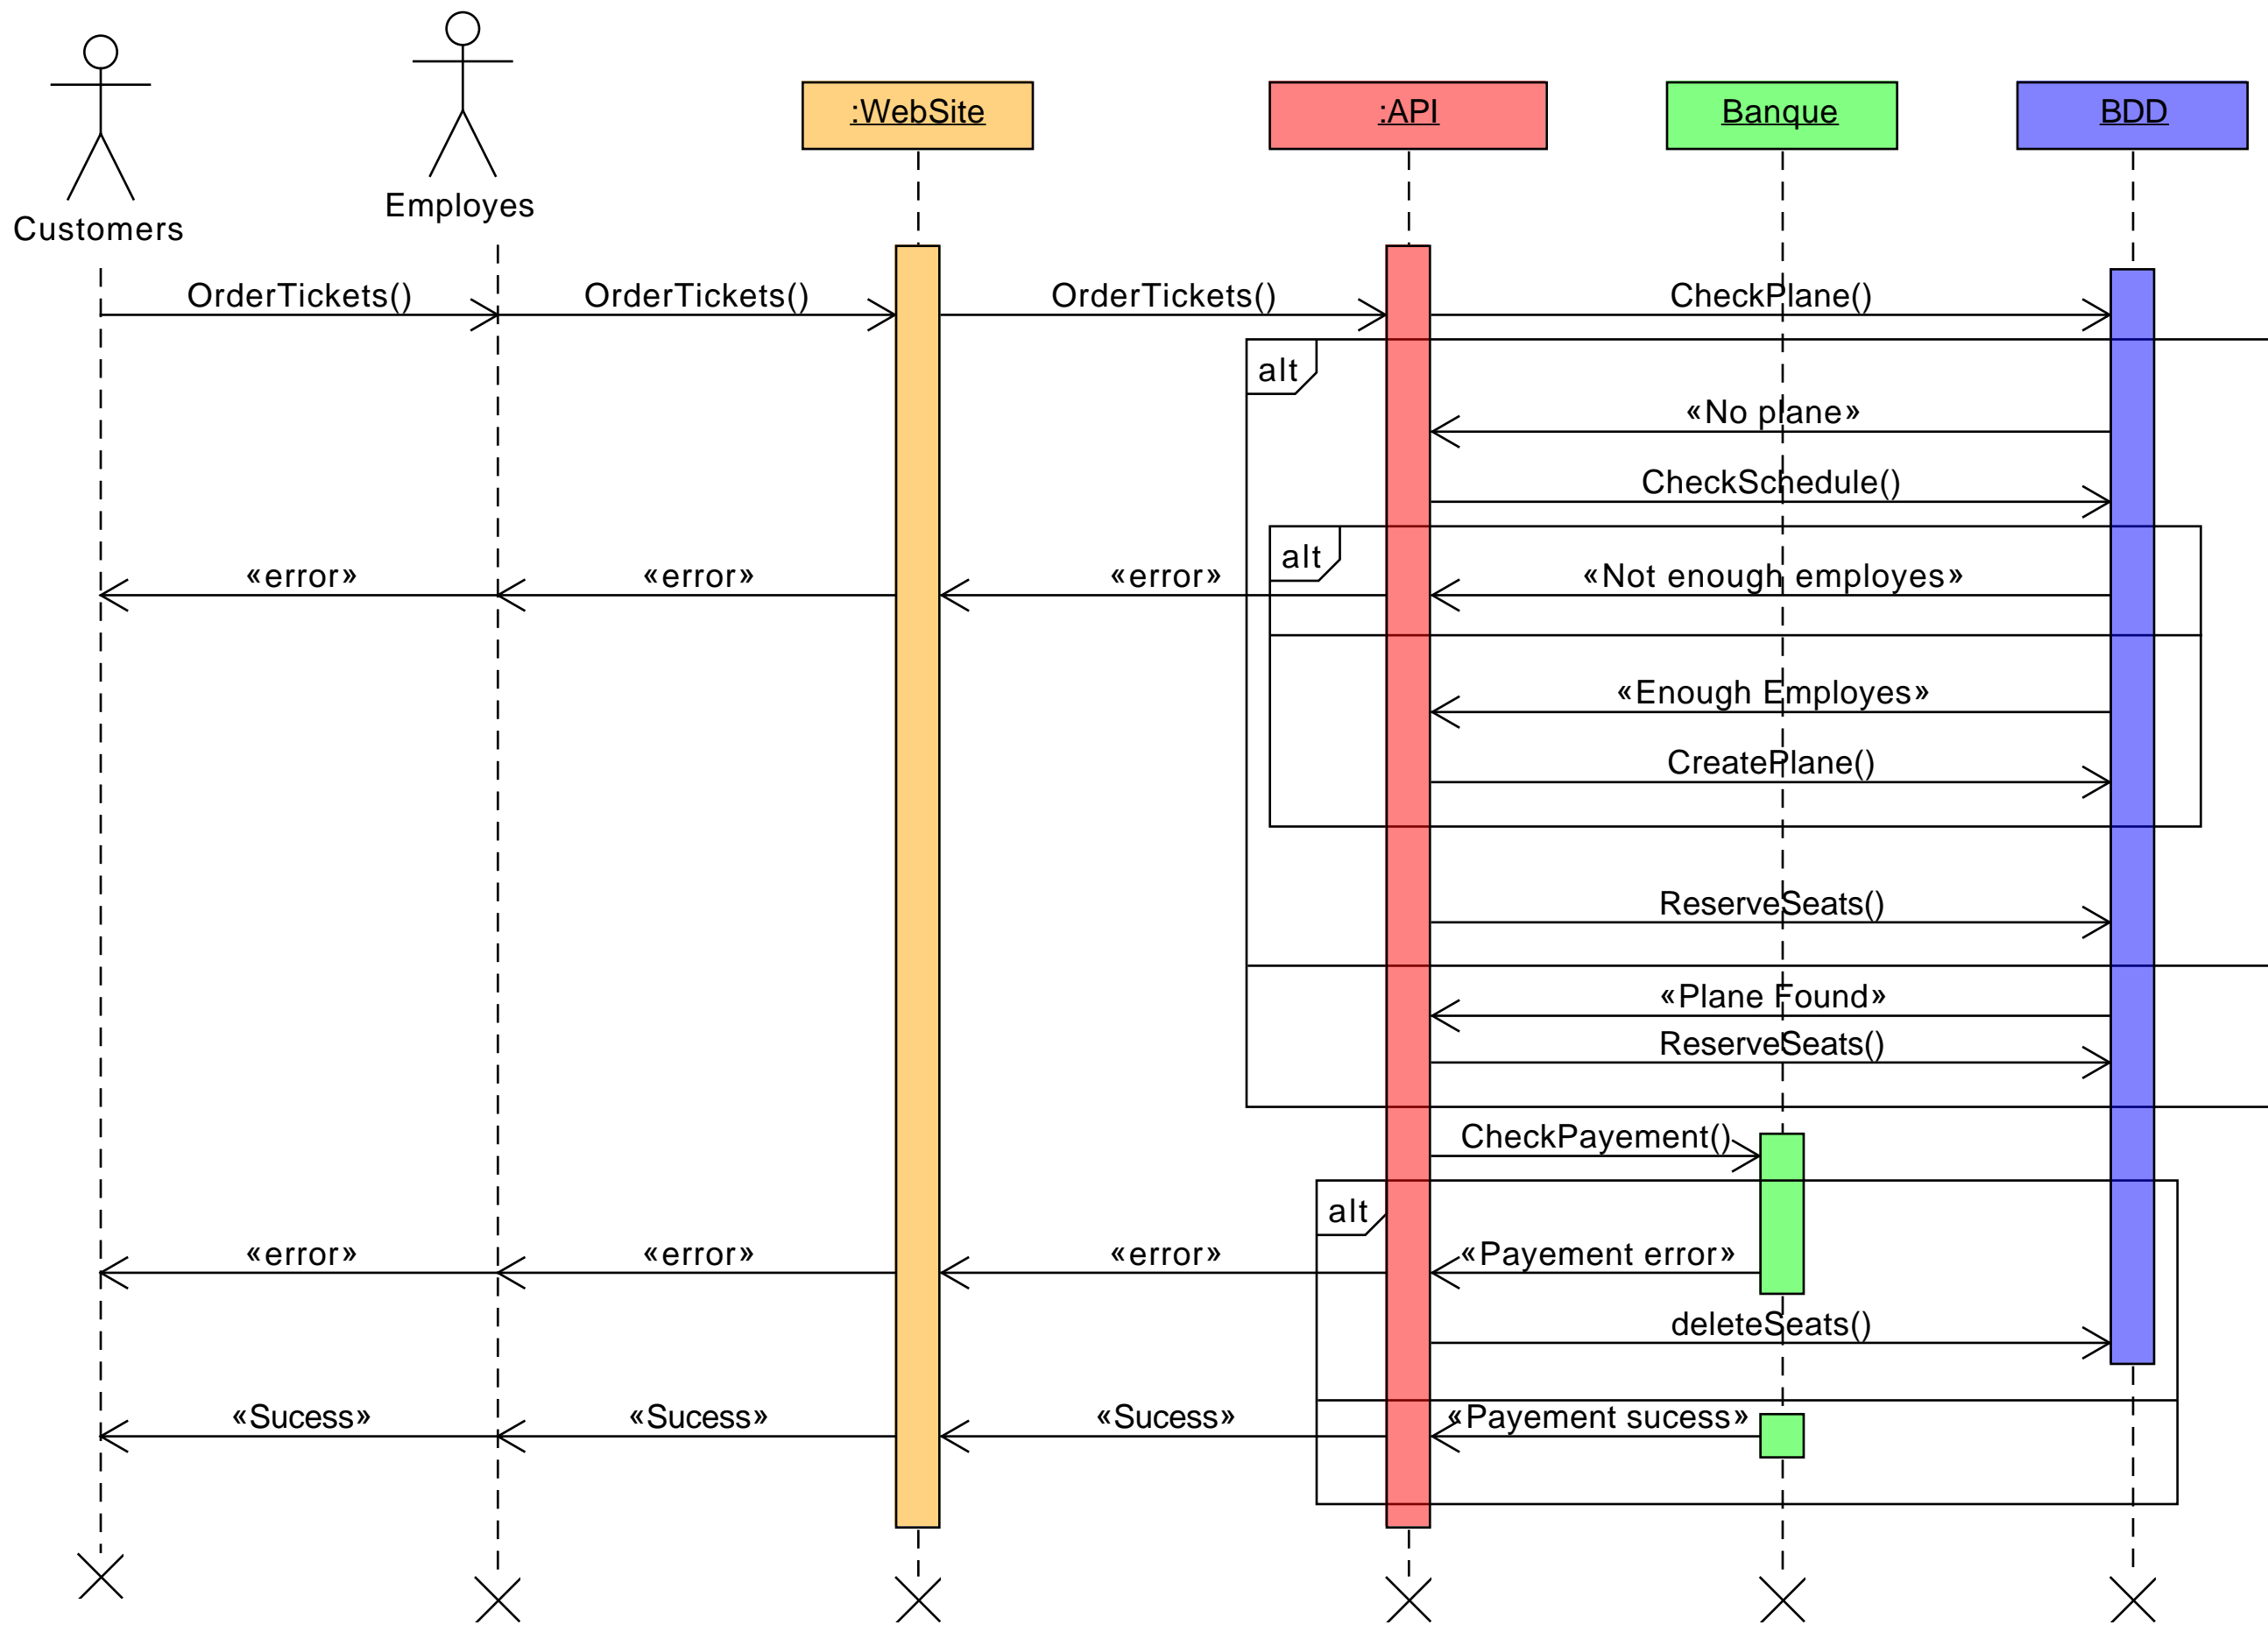 Customers
Employes
:WebSite
:API
Banque
BDD
OrderTickets()
OrderTickets()
OrderTickets()
CheckPlane()
alt
«No plane»
CheckSchedule()
alt
«error»
«error»
«error»
«Not enough employes»
«Enough Employes»
CreatePlane()
ReserveSeats()
«Plane Found»
ReserveSeats()
CheckPayement()
alt
«error»
«error»
«error»
«Payement error»
deleteSeats()
«Sucess»
«Sucess»
«Sucess»
«Payement sucess»